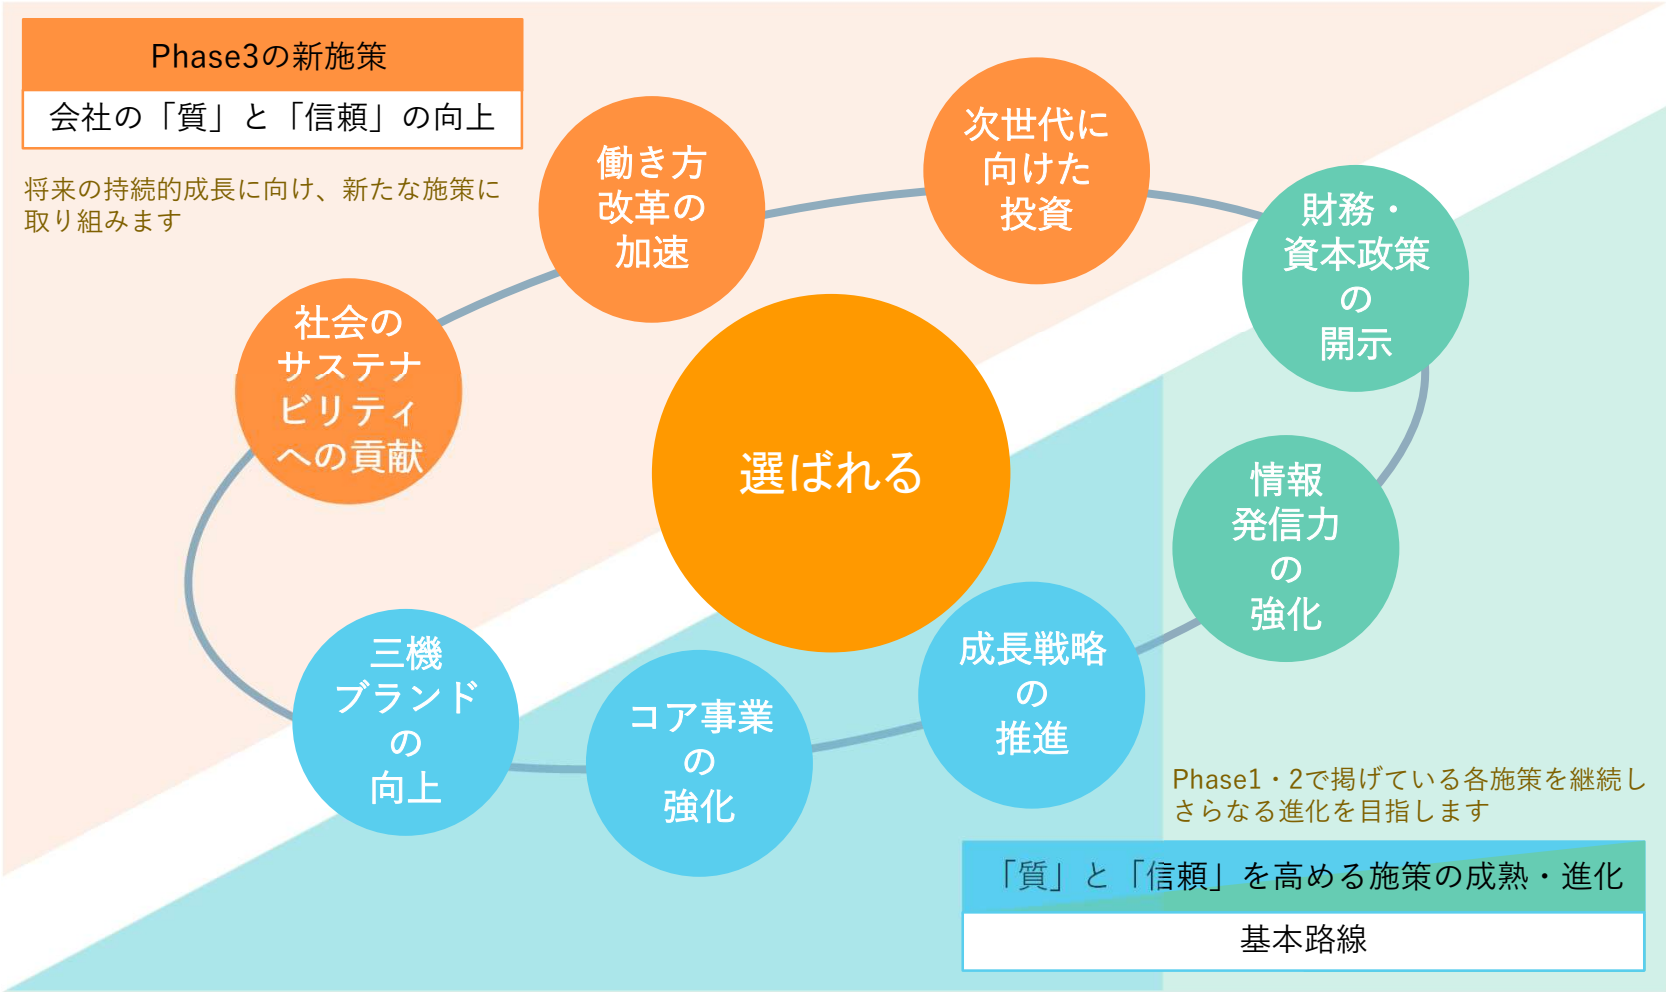 Phase3の新施策
会社の「質」と「信頼」の向上
将来の持続的成長に向け、新たな施策に
取り組みます
働き方
改革の
加速
次世代に
向けた
投資
財務・
資本政策
の
開示
社会の
サステナ
ビリティ
への貢献
選ばれる
情報
発信力
の
強化
三機
ブランド
の
向上
コア事業
の
強化
成長戦略
の
推進
Phase1・2で掲げている各施策を継続し
さらなる進化を目指します
「質」と「信頼」を高める施策の成熟・進化
基本路線